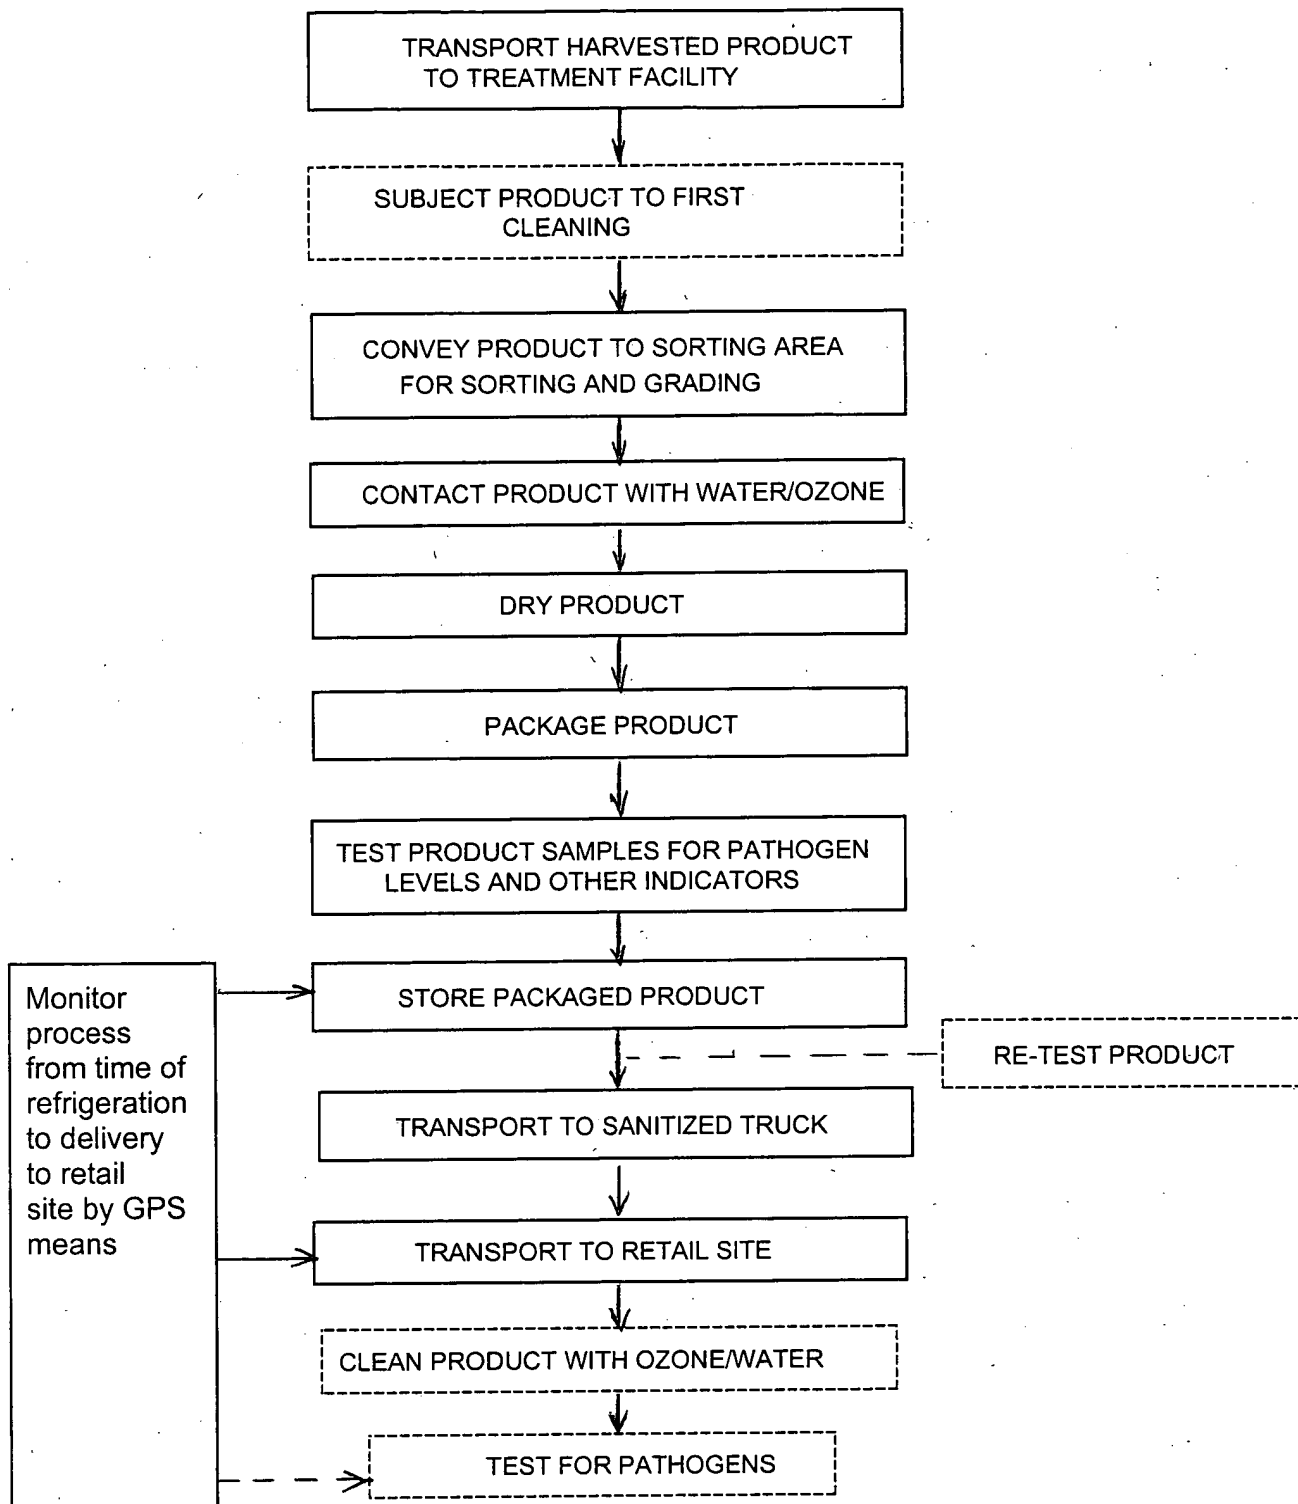 TRANSPORT HARVESTED PRODUCT
TO TREATMENT FACILITY
SUBJECT PRODUCT TO FIRST
CLEANING
CONVEY PRODUCT TO SORTING AREA
FOR SORTING AND GRADING
CONTACT PRODUCT WITH WATER/OZONE
DRY PRODUCT
PACKAGE PRODUCT
TEST PRODUCT SAMPLES FOR PATHOGEN
LEVELS AND OTHER INDICATORS
STORE PACKAGED PRODUCT
Monitor
process
from time of
refrigeration
to delivery
to retail
site by GPS
means
RE-TEST PRODUCT
TRANSPORT TO SANITIZED TRUCK
TRANSPORT TO RETAIL SITE
CLEAN PRODUCT WITH OZONE/WATER
TEST FOR PATHOGENS